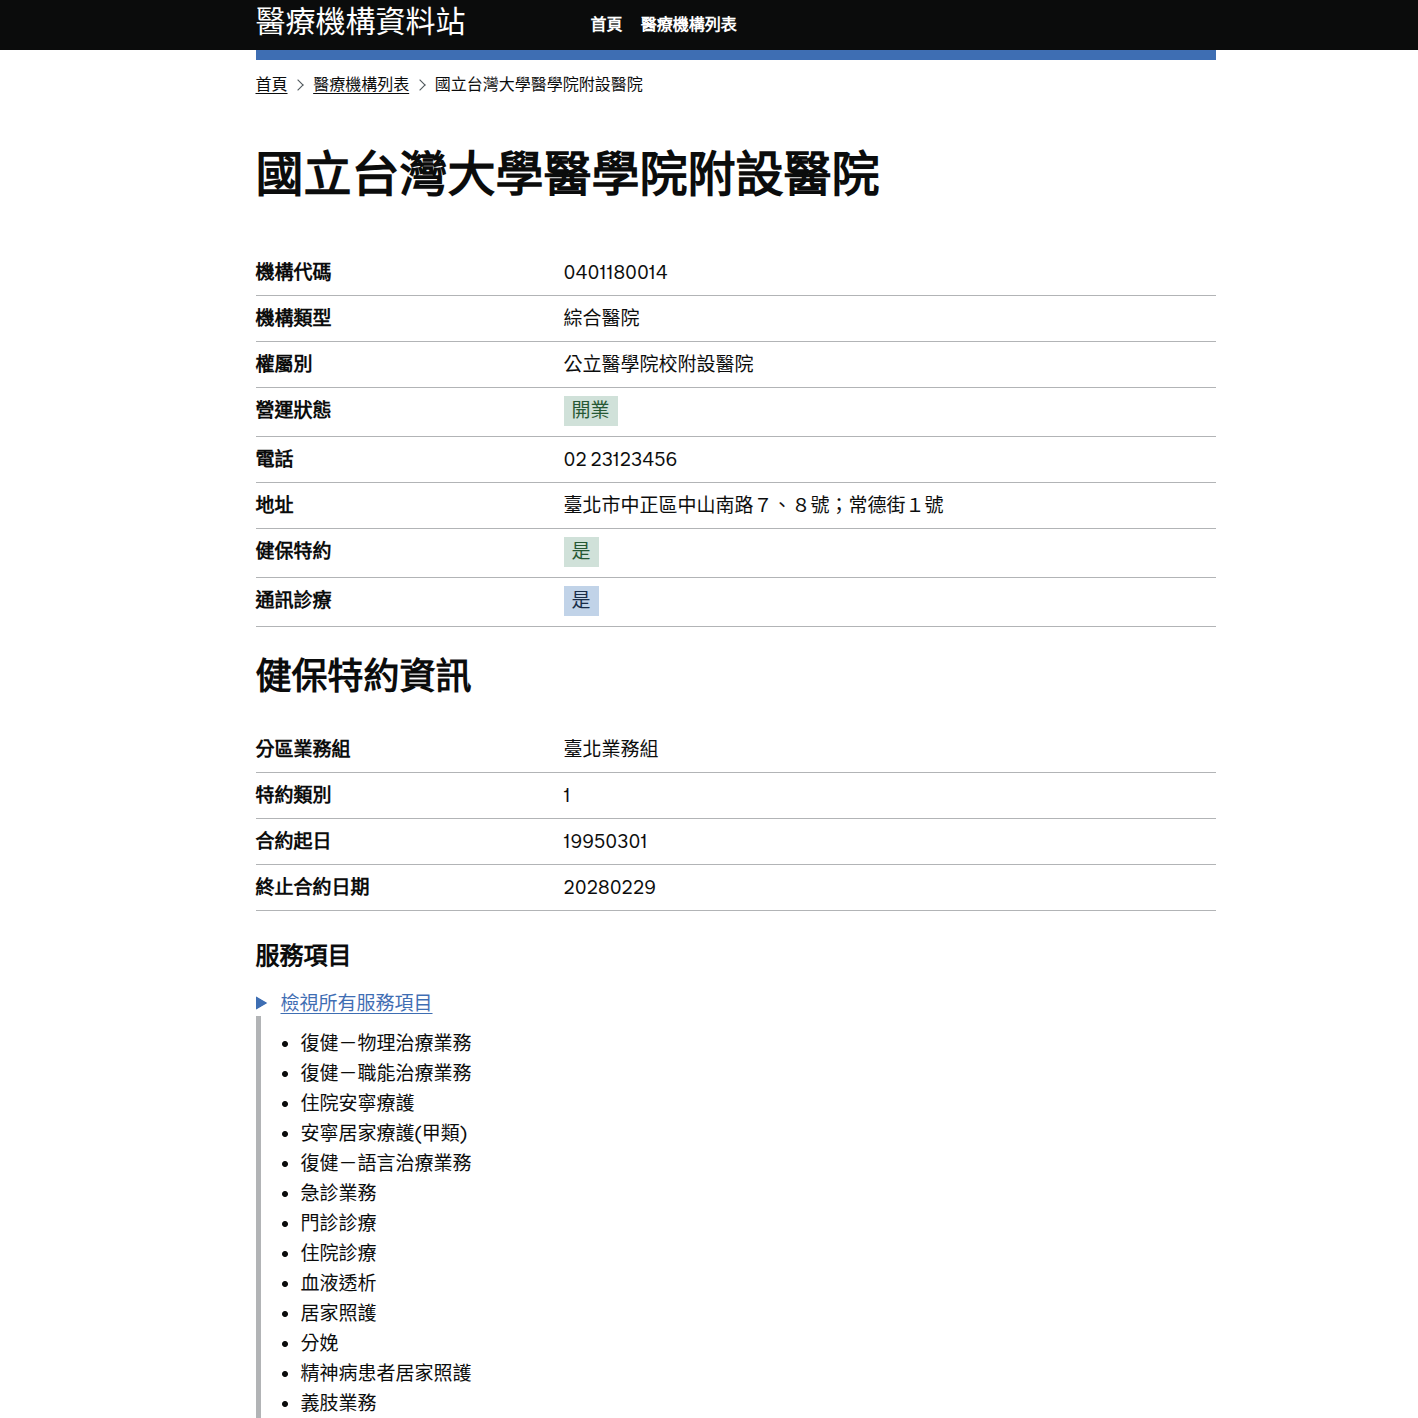 醫療機構資料站 首頁 醫療機構列表
首頁 醫療機構列表 國立台灣大學醫學院附設醫院
國立台灣大學醫學院附設醫院
機構代碼 0401180014
機構類型 綜合醫院
權屬別 公立醫學院校附設醫院
營運狀態 開業
電話 02 23123456
地址 臺北市中正區中山南路７、８號；常德街１號
健保特約 是
通訊診療 是
健保特約資訊
分區業務組 臺北業務組
特約類別 1
合約起日 19950301
終止合約日期 20280229
服務項目
檢視所有服務項目
復健－物理治療業務
復健－職能治療業務
住院安寧療護
安寧居家療護(甲類)
復健－語言治療業務
急診業務
門診診療
住院診療
血液透析
居家照護
分娩
精神病患者居家照護
義肢業務